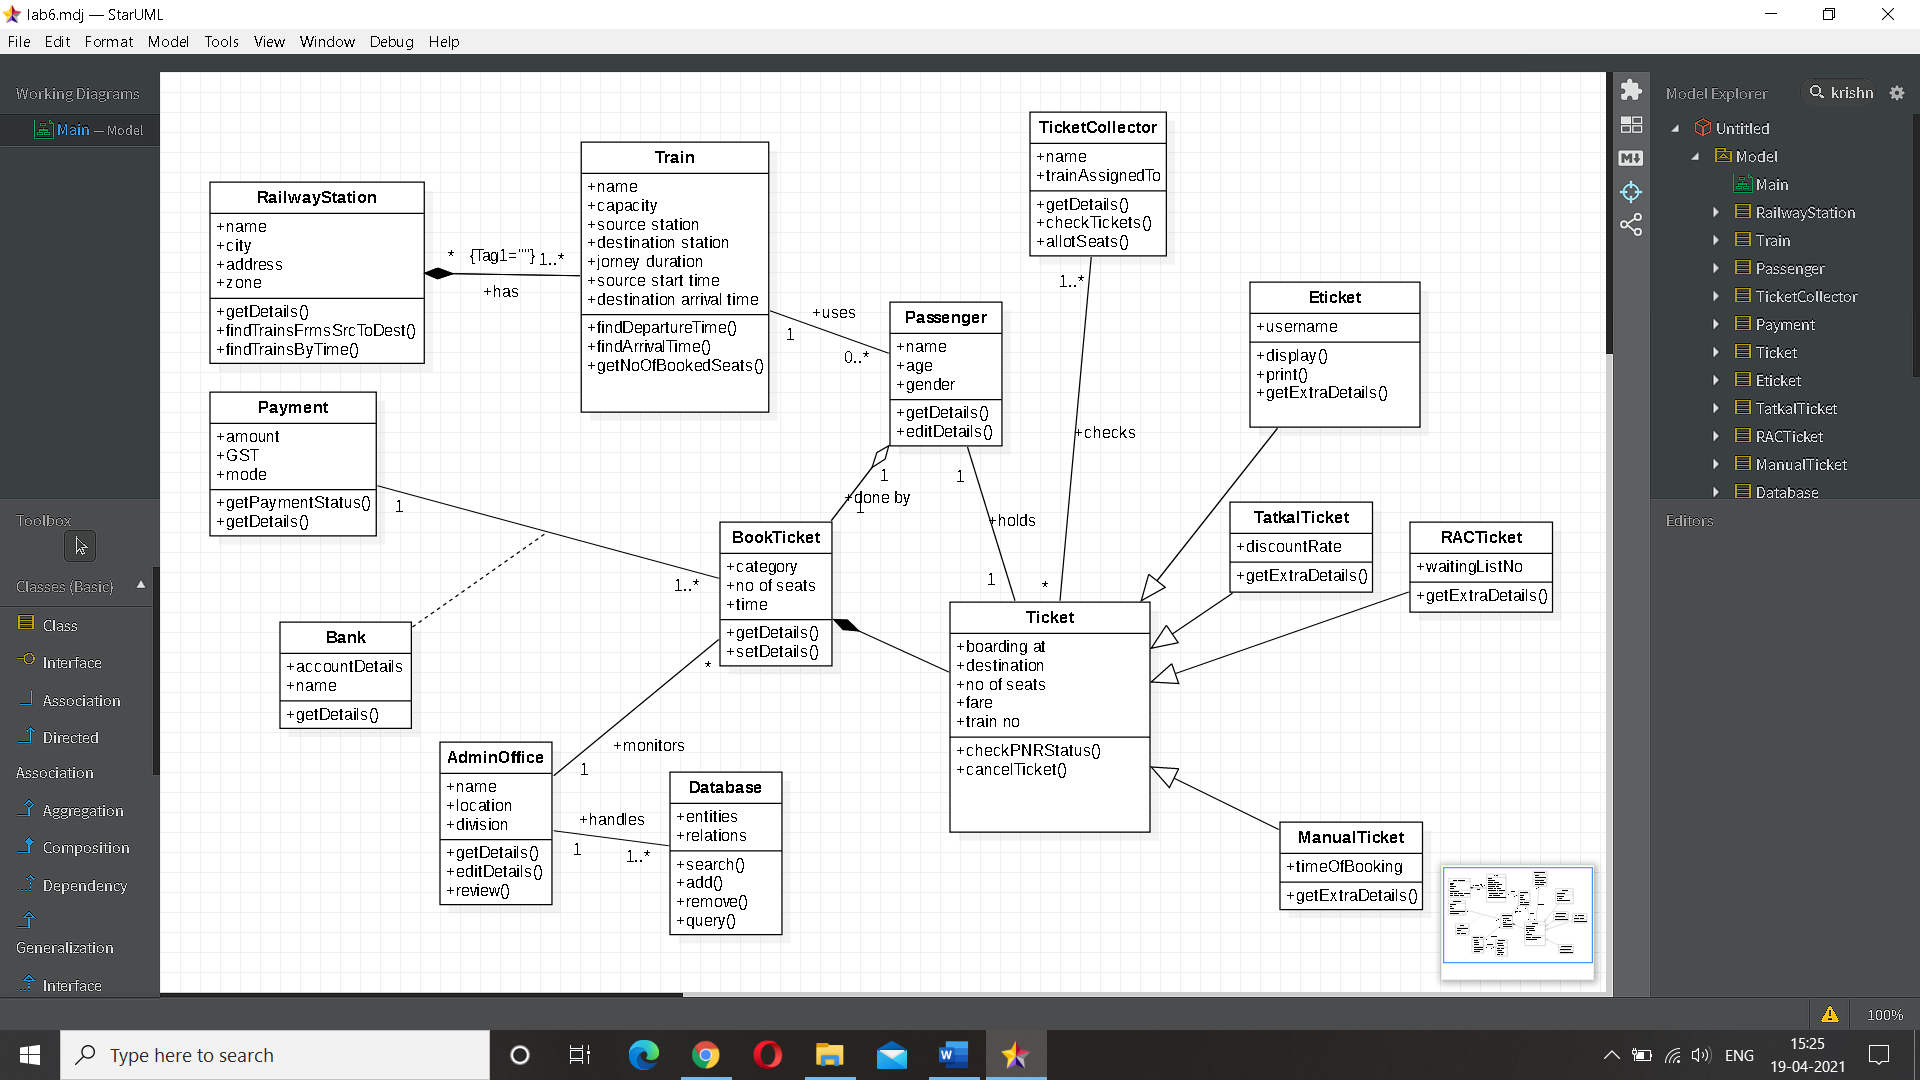 lab6.mdj — StarUML
File Edit Format Model Tools View Window Debug Help
Working Diagrams
Main — Model
Toolbox
Classes (Basic)
Class
Interface
Association
Directed
Association
Aggregation
Composition
Dependency
Generalization
Interface
RailwayStation
+name
+city
+address
+zone
+getDetails()
+findTrainsFrmsSrcToDest()
+findTrainsByTime()
* {Tag1=""} 1..*
+has
Train
+name
+capacity
+source station
+destination station
+jorney duration
+source start time
+destination arrival time
+findDepartureTime()
+findArrivalTime()
+getNoOfBookedSeats()
+uses
1
0..*
Passenger
+name
+age
+gender
+getDetails()
+editDetails()
TicketCollector
+name
+trainAssignedTo
+getDetails()
+checkTickets()
+allotSeats()
1..*
+checks
*
Eticket
+username
+display()
+print()
+getExtraDetails()
Payment
+amount
+GST
+mode
+getPaymentStatus()
+getDetails()
1
1..*
1
+done by
1
1
+holds
1
BookTicket
+category
+no of seats
+time
+getDetails()
+setDetails()
TatkalTicket
+discountRate
+getExtraDetails()
RACTicket
+waitingListNo
+getExtraDetails()
Bank
+accountDetails
+name
+getDetails()
Ticket
+boarding at
+destination
+no of seats
+fare
+train no
+checkPNRStatus()
+cancelTicket()
*
+monitors
1
AdminOffice
+name
+location
+division
+getDetails()
+editDetails()
+review()
+handles
1
1..*
Database
+entities
+relations
+search()
+add()
+remove()
+query()
ManualTicket
+timeOfBooking
+getExtraDetails()
Model Explorer
krishn
Untitled
Model
Main
RailwayStation
Train
Passenger
TicketCollector
Payment
Ticket
Eticket
TatkalTicket
RACTicket
ManualTicket
Database
Editors
M
100%
Type here to search
ENG
15:25
19-04-2021